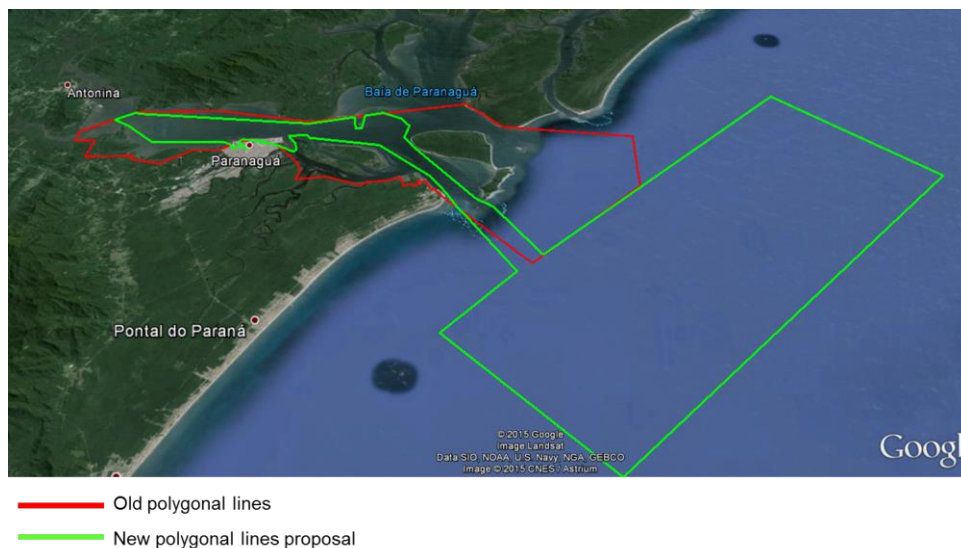 Antonina
Baía de Paranaguá
Paranaguá
Pontal do Paraná
© 2015 Google
Image Landsat
Data SIO, NOAA, U.S. Navy, NGA, GEBCO
Image © 2015 CNES / Astrium
Googl
Old polygonal lines
New polygonal lines proposal